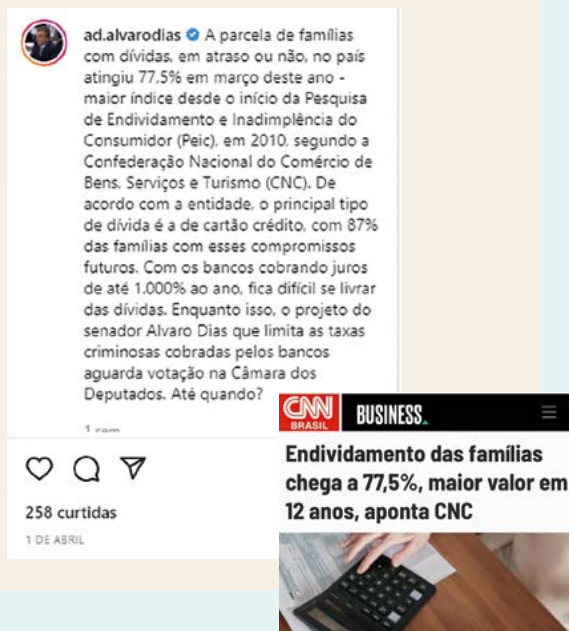 ad.alvarodias A parcela de famílias
com dívidas, em atraso ou não, no país
atingiu 77,5% em março deste ano -
maior índice desde o início da Pesquisa
de Endividamento e Inadimplência do
Consumidor (Peic), em 2010, segundo a
Confederação Nacional do Comércio de
Bens, Serviços e Turismo (CNC). De
acordo com a entidade, o principal tipo
de dívida é a de cartão crédito, com 87%
das famílias com esses compromissos
futuros. Com os bancos cobrando juros
de até 1.000% ao ano, fica difícil se livrar
das dívidas. Enquanto isso, o projeto do
senador Alvaro Dias que limita as taxas
criminosas cobradas pelos bancos
aguarda votação na Câmara dos
Deputados. Até quando?
1 sem
258 curtidas
1 DE ABRIL
CNN
BRASIL
BUSINESS
Endividamento das famílias
chega a 77,5%, maior valor em
12 anos, aponta CNC